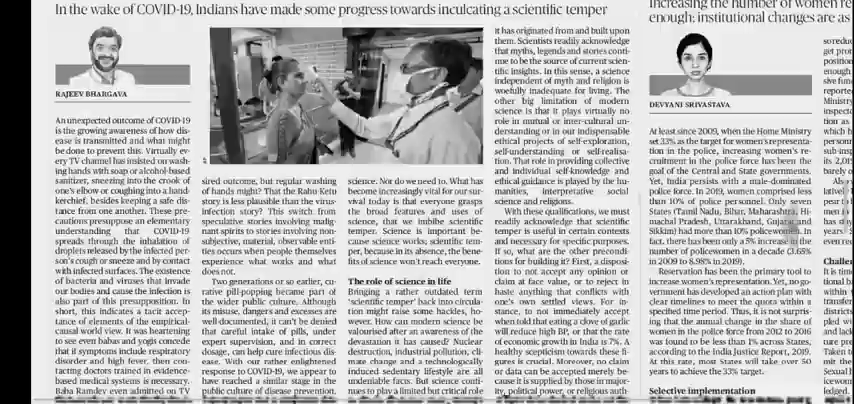 In the wake of COVID-19, Indians have made some progress towards inculcating a scientific temper
RAJEEV BHARGAVA
An unexpected outcome of COVID-19
is the growing awareness of how dis-
ease is transmitted and what might
be done to prevent this. Virtually ev-
ery TV channel has insisted on wash-
ing hands with soap or alcohol-based
sanitizer, sneezing into the crook of
one's elbow or coughing into a hand-
kerchief, besides keeping a safe dis-
tance from one another. These pre-
cautions presuppose an elementary
understanding that COVID-19
spreads through the inhalation of
droplets released by the infected per-
son's cough or sneeze and by contact
with infected surfaces. The existence
of bacteria and viruses that invade
our bodies and cause the infection is
also part of this presupposition. In
short, this indicates a tacit accep-
tance of elements of the empirical-
causal world view. It was heartening
to see even babas and yogis concede
that if symptoms include respiratory
disorder and high fever, then con-
tacting doctors trained in evidence-
based medical systems is necessary.
Baba Ramdev even admitted on TV
sired outcome, but regular washing
of hands might? That the Rahu Ketu
story is less plausible than the virus-
infection story? This switch from
speculative stories involving malig-
nant spirits to stories involving non-
subjective, material, observable enti-
ties occurs when people themselves
experience what works and what
does not.
Two generations or so earlier, cu-
rative pill-popping became part of
the wider public culture. Although
its misuse, dangers and excesses are
well-documented, it can't be denied
that careful intake of pills, under
expert supervision, and in correct
dosage, can help cure infectious dis-
ease. With our rather enlightened
response to COVID-19, we appear to
have reached a similar stage in the
public culture of disease prevention.
science. Nor do we need to. What has
become increasingly vital for our sur-
vival today is that everyone grasps
the broad features and uses of
science, that we imbibe scientific
temper. Science is important be-
cause science works; scientific tem-
per, because in its absence, the bene-
fits of science won't reach everyone.
The role of science in life
Bringing a rather outdated term
'scientific temper' back into circula-
tion might raise some hackles, ho-
wever. How can modern science be
valourised after an awareness of the
devastation it has caused? Nuclear
destruction, industrial pollution, cli-
mate change and a technologically
induced sedentary lifestyle are all
undeniable facts. But science contin-
ues to play a limited but critical role
it has originated from and built upon
them. Scientists readily acknowledge
that myths, legends and stories conti-
nue to be the source of current scien-
tific insights. In this sense, a science
independent of myth and religion is
woefully inadequate for living. The
other big limitation of modern
science is that it plays virtually no
role in mutual or inter-cultural un-
derstanding or in our indispensable
ethical projects of self-exploration,
self-understanding or self-realisa-
tion. That role in providing collective
and individual self-knowledge and
ethical guidance is played by the hu-
manities, interpretative social
science and religions.
With these qualifications, we must
readily acknowledge that scientific
temper is useful in certain contexts
and necessary for specific purposes.
If so, what are the other precondi-
tions for building it? First, a disposi-
tion to not accept any opinion or
claim at face value, or to reject in
haste anything that conflicts with
one's own settled views. For in-
stance, to not immediately accept
when told that eating a clove of garlic
will reduce high BP, or that the rate
of economic growth in India is 7%. A
healthy scepticism towards these fi-
gures is crucial. Moreover, no claim
or data can be accepted merely be-
cause it is supplied by those in major-
ity, political power, or religious auth-
Increasing the number of women
enough; institutional changes are as
DEVYANI SRIVASTAVA
At least since 2009, when the Home Ministry
set 33% as the target for women's representa-
tion in the police, increasing women's re-
cruitment in the police force has been the
goal of the Central and State governments.
Yet, India persists with a male-dominated
police force. In 2019, women comprised less
than 10% of police personnel. Only seven
States (Tamil Nadu, Bihar, Maharashtra, Hi-
machal Pradesh, Uttarakhand, Gujarat and
Sikkim) had more than 10% policewomen. In
fact, there has been only a 5% increase in the
number of policewomen in a decade (3.65%
in 2009 to 8.98% in 2019).
Reservation has been the primary tool to
increase women's representation. Yet, no go-
vernment has developed an action plan with
clear timelines to meet the quota within a
specified time period. Thus, it is not surpris-
ing that the annual change in the share of
women in the police force from 2012 to 2016
was found to be less than 1% across States,
according to the India Justice Report, 2019.
At this rate, most States will take over 50
years to achieve the 33% target.
Selective implementation